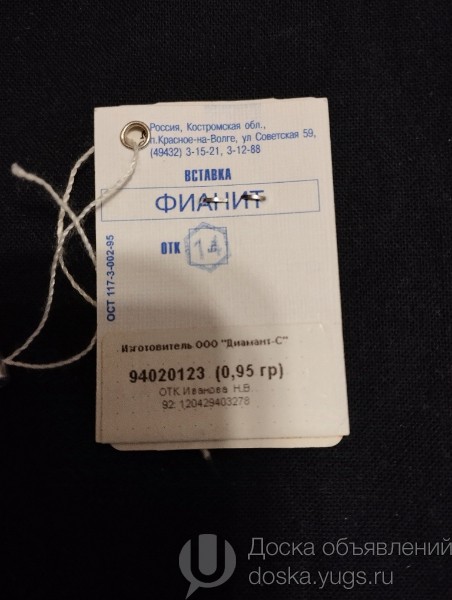 Россия, Костромская обл.,
п.Красное-на-Волге, ул Советская 59,
(49432) 3-15-21, 3-12-88
ВСТАВКА
ФИАНИТ
ОТК 14
ОСТ 117-3-002-95
Изготовитель ООО "Диамант-С"
94020123 (0,95 гр)
ОТК Иванова Н.В
92: 120429403278
Доска объявлений
doska.yugs.ru